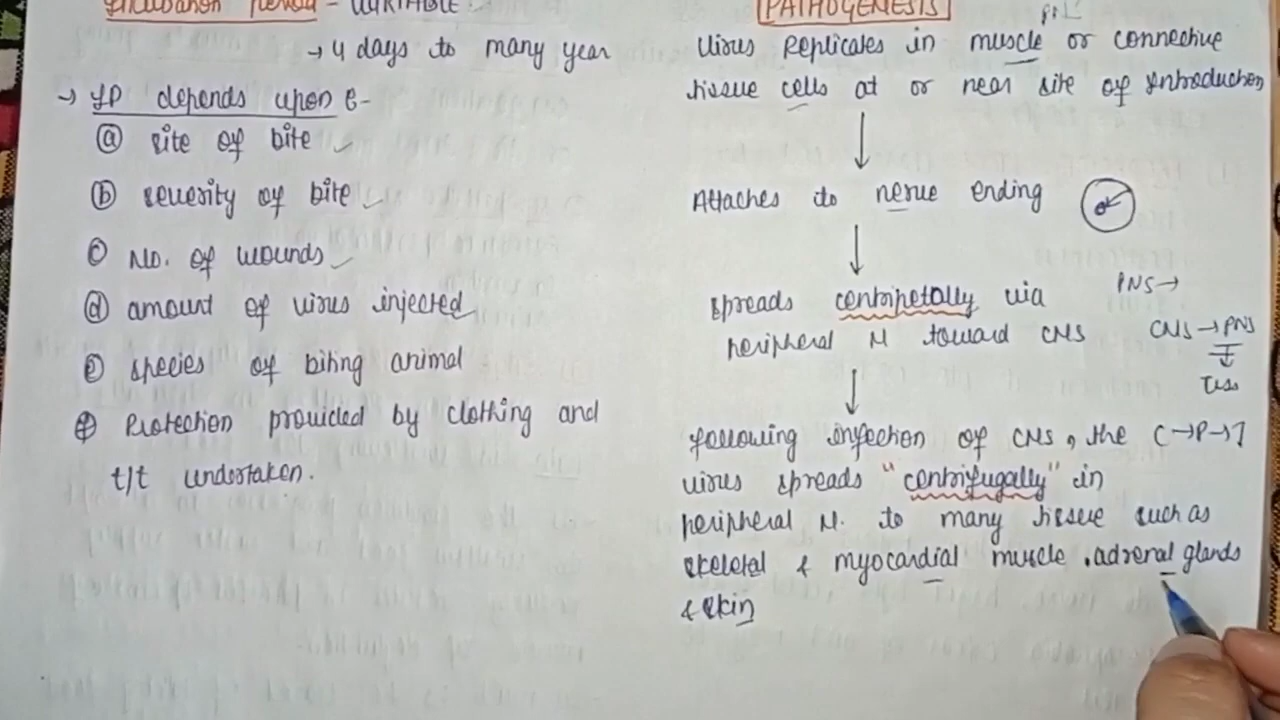 Incubation period - VARIABLE
→ 4 days to many year
→ IP depends upon :-
ⓐ site of bite
ⓑ severity of bite
ⓒ No. of wounds
ⓓ amount of virus injected
ⓔ species of biting animal
ⓕ Protection provided by clothing and
t/t undertaken.
PATHOGENESIS
Virus Replicates in muscle or connective
tissue cells at or near site of introduction
↓
Attaches to nerve ending
↓
spreads centripetally via
peripheral N toward CNS
PNS→
CNS→PNS
↓
↓
following infection of CNS, the
C→P→T
virus spreads "centrifugally" in
peripheral N. to many tissue such as
skeletal & myocardial muscle, adrenal glands
& skin